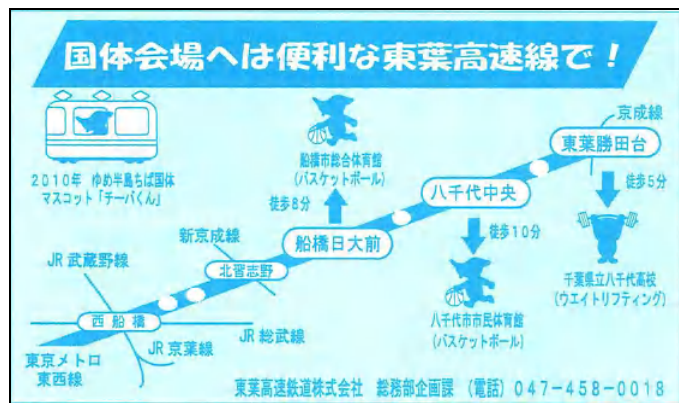 国体会場へは便利な東葉高速線で！
2010年 ゆめ半島ちば国体
マスコット「チーバくん」
船橋市総合体育館
（バスケットボール）
徒歩8分
京成線
東葉勝田台
徒歩5分
千葉県立八千代高校
（ウエイトリフティング）
八千代中央
徒歩10分
八千代市市民体育館
（バスケットボール）
船橋日大前
新京成線
北習志野
JR 武蔵野線
西船橋
JR 総武線
JR 京葉線
東京メトロ
東西線
東葉高速鉄道株式会社 総務部企画課 （電話）047-458-0018